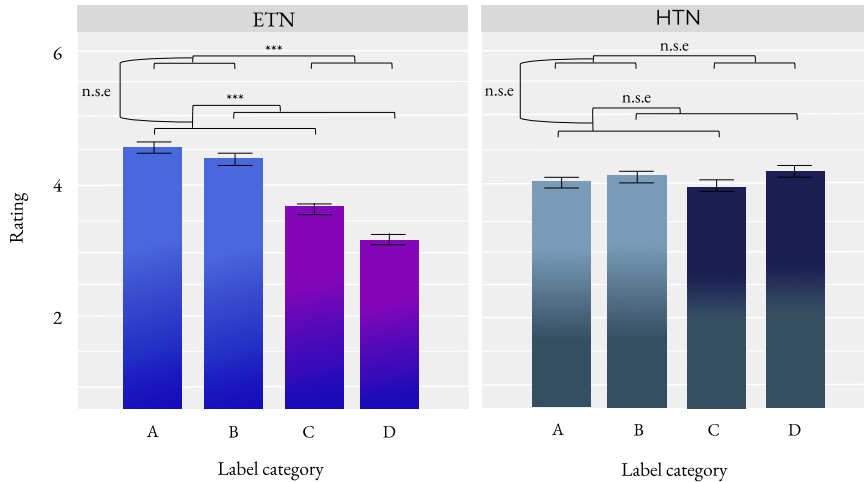 ETN
HTN
6
4
2
Rating
***
n.s.e
***
A
B
C
D
Label category
n.s.e
n.s.e
n.s.e
A
B
C
D
Label category